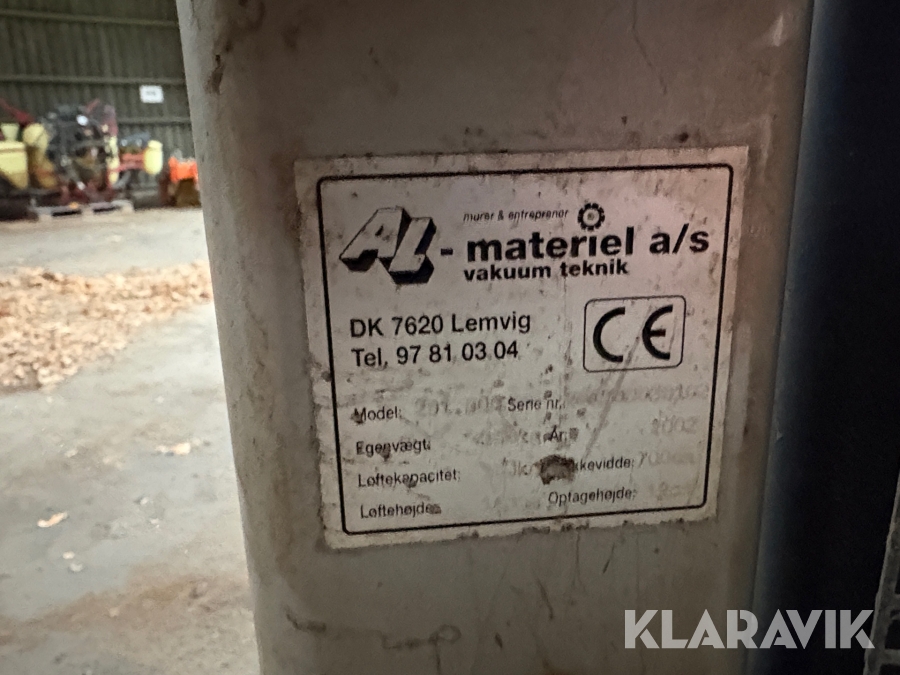 murer & entreprenør
AL - materiel a/s
vakuum teknik
DK 7620 Lemvig
Tel, 97 81 03 04
CE
Model: Serie nr.
Egenvægt: År: 2002
Løftekapacitet:
Løftehøjde: Optagehøjde:
KLARAVIK